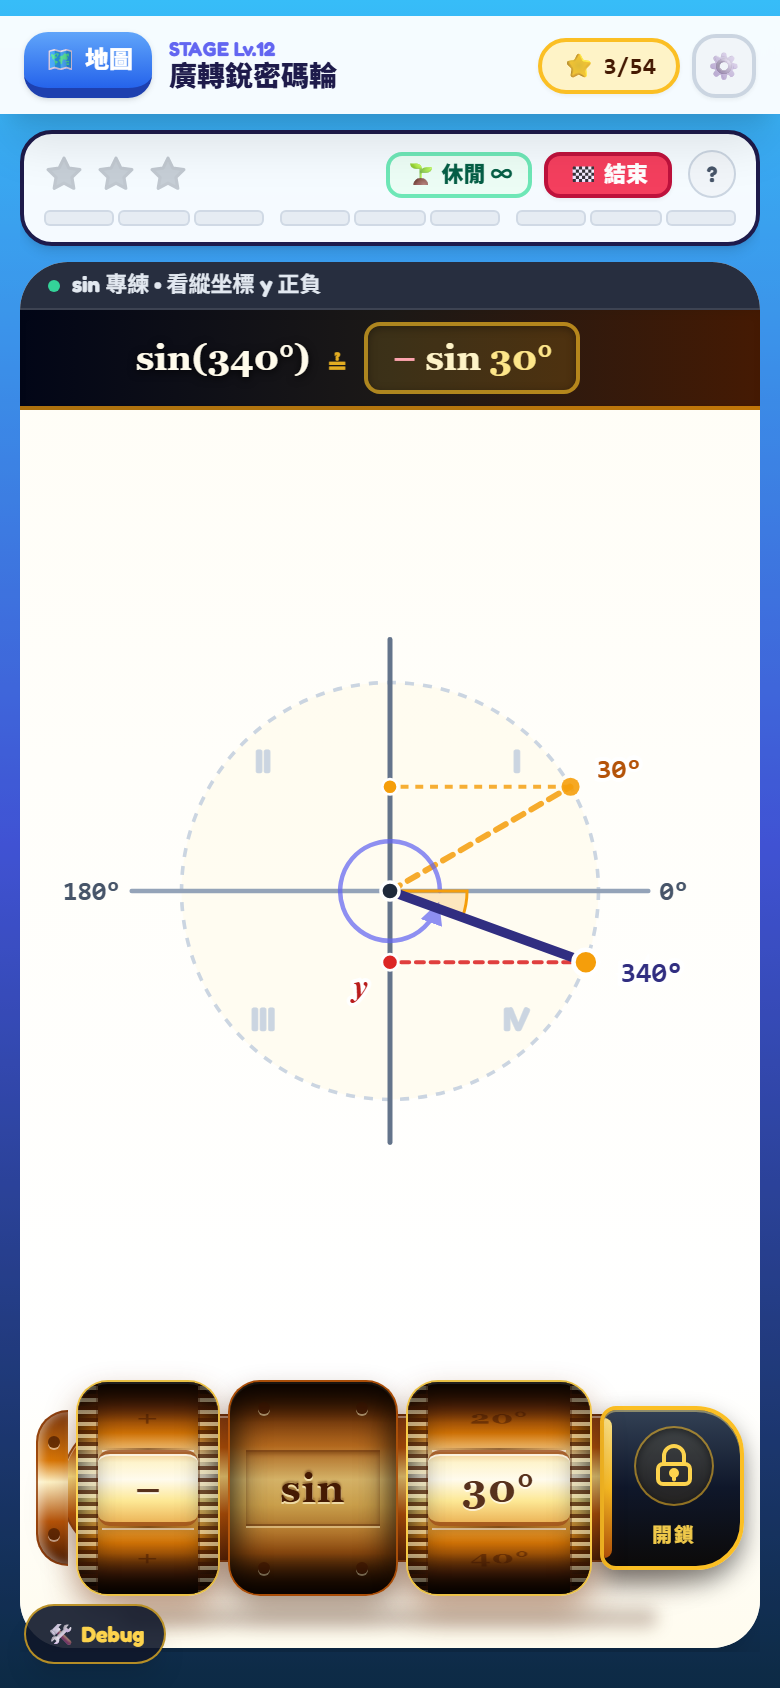 🗺️ 地圖
STAGE Lv.12
廣轉銳密碼輪
⭐ 3/54
🌱 休閒 ∞
🏁 結束
?
sin 專練 • 看縱坐標 y 正負
sin(340°) ≟ − sin 30°
II
I
30°
180°
0°
y
340°
III
IV
+
20°
−
sin
30°
開鎖
+
40°
🛠️ Debug